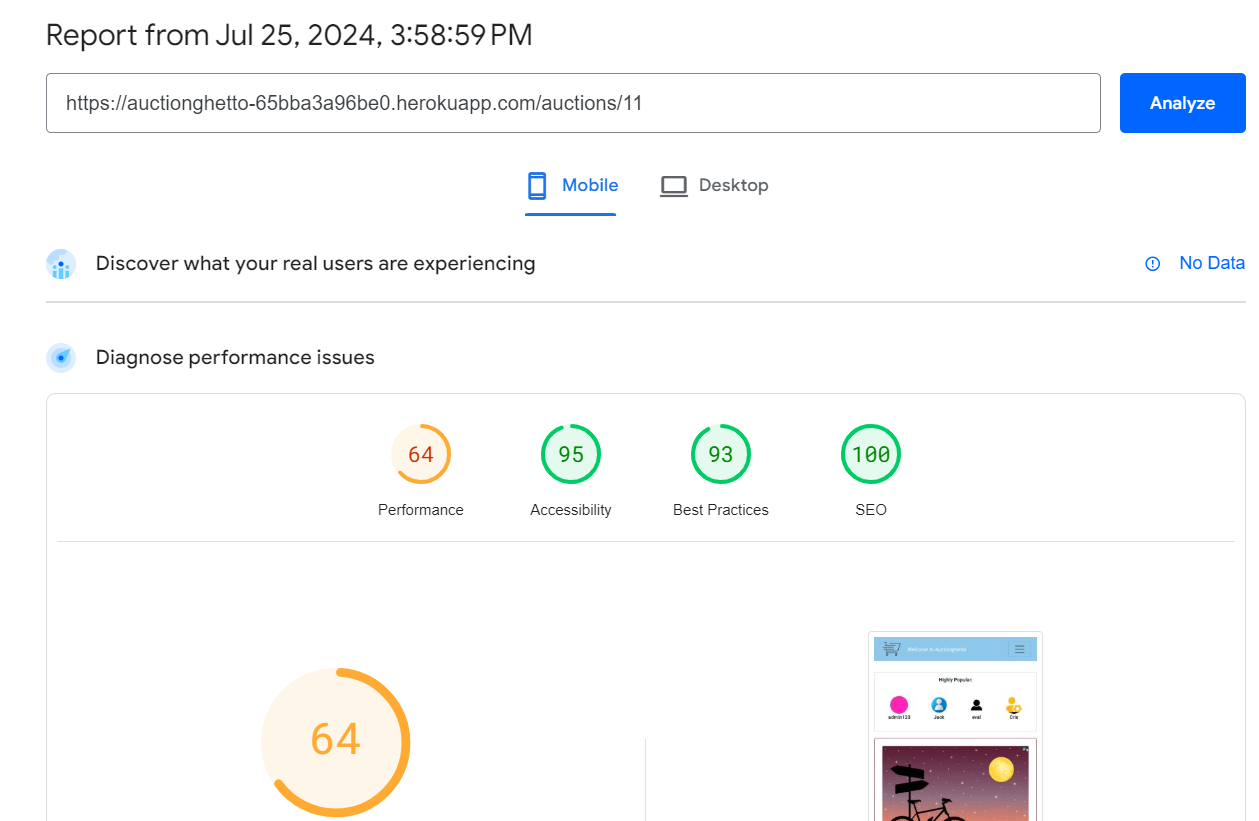 Report from Jul 25, 2024, 3:58:59 PM
https://auctionghetto-65bba3a96be0.herokuapp.com/auctions/11
Analyze
Mobile
Desktop
Discover what your real users are experiencing
No Data
Diagnose performance issues
64
95
93
100
Performance
Accessibility
Best Practices
SEO
64
Welcome to AuctionGhetto
Highly Popular:
admin123
Jook
eval
Cris